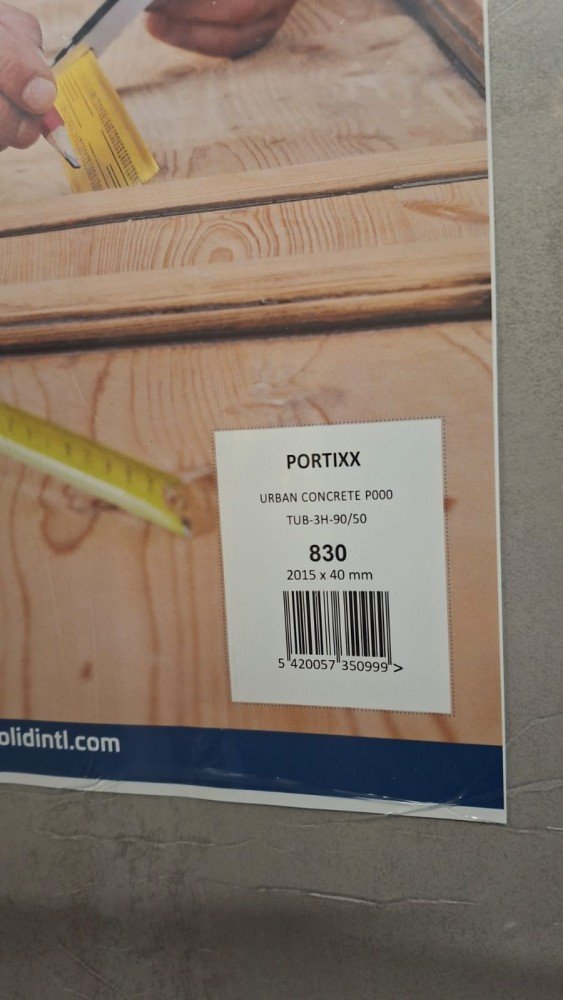 PORTIXX
URBAN CONCRETE P000
TUB-3H-90/50
830
2015 x 40 mm
5 420057 350999 >
olidintl.com